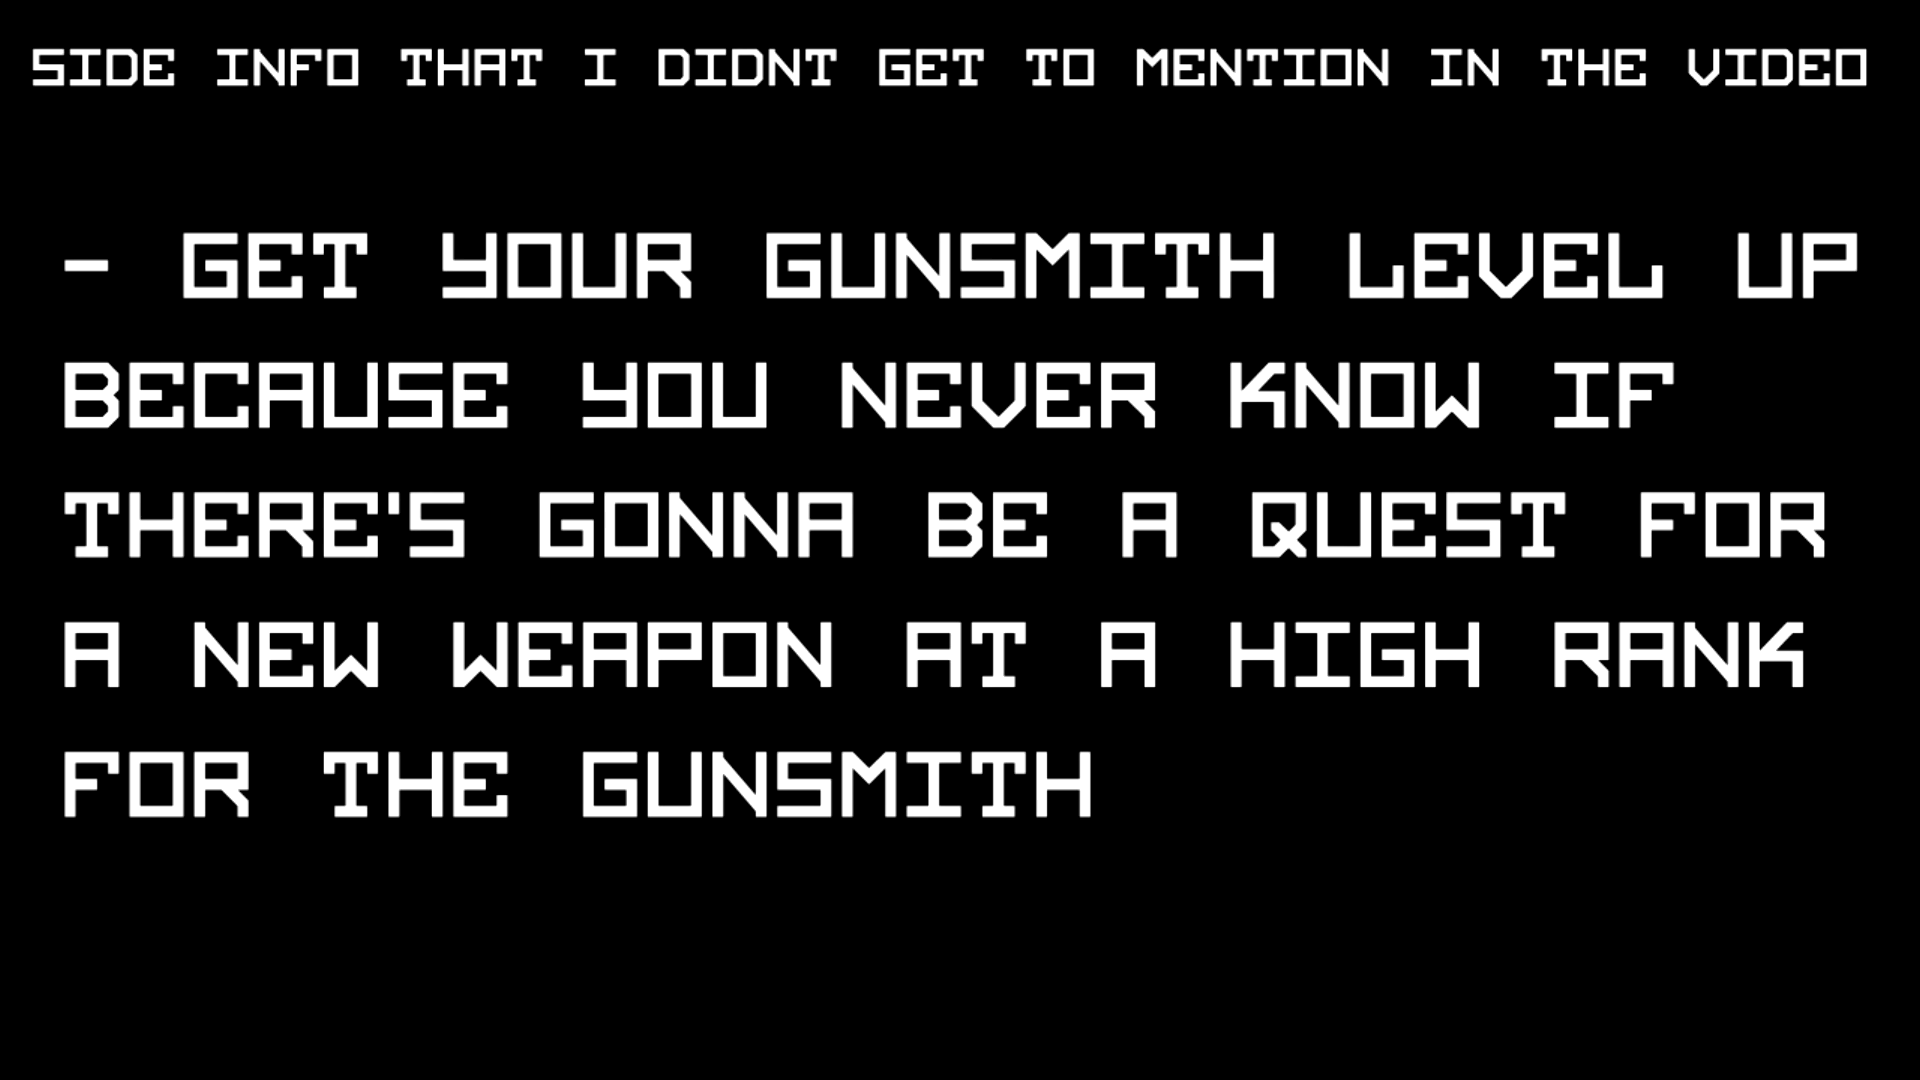 SIDE INFO THAT I DIDNT GET TO MENTION IN THE VIDEO
- GET YOUR GUNSMITH LEVEL UP
BECAUSE YOU NEVER KNOW IF
THERE'S GONNA BE A QUEST FOR
A NEW WEAPON AT A HIGH RANK
FOR THE GUNSMITH